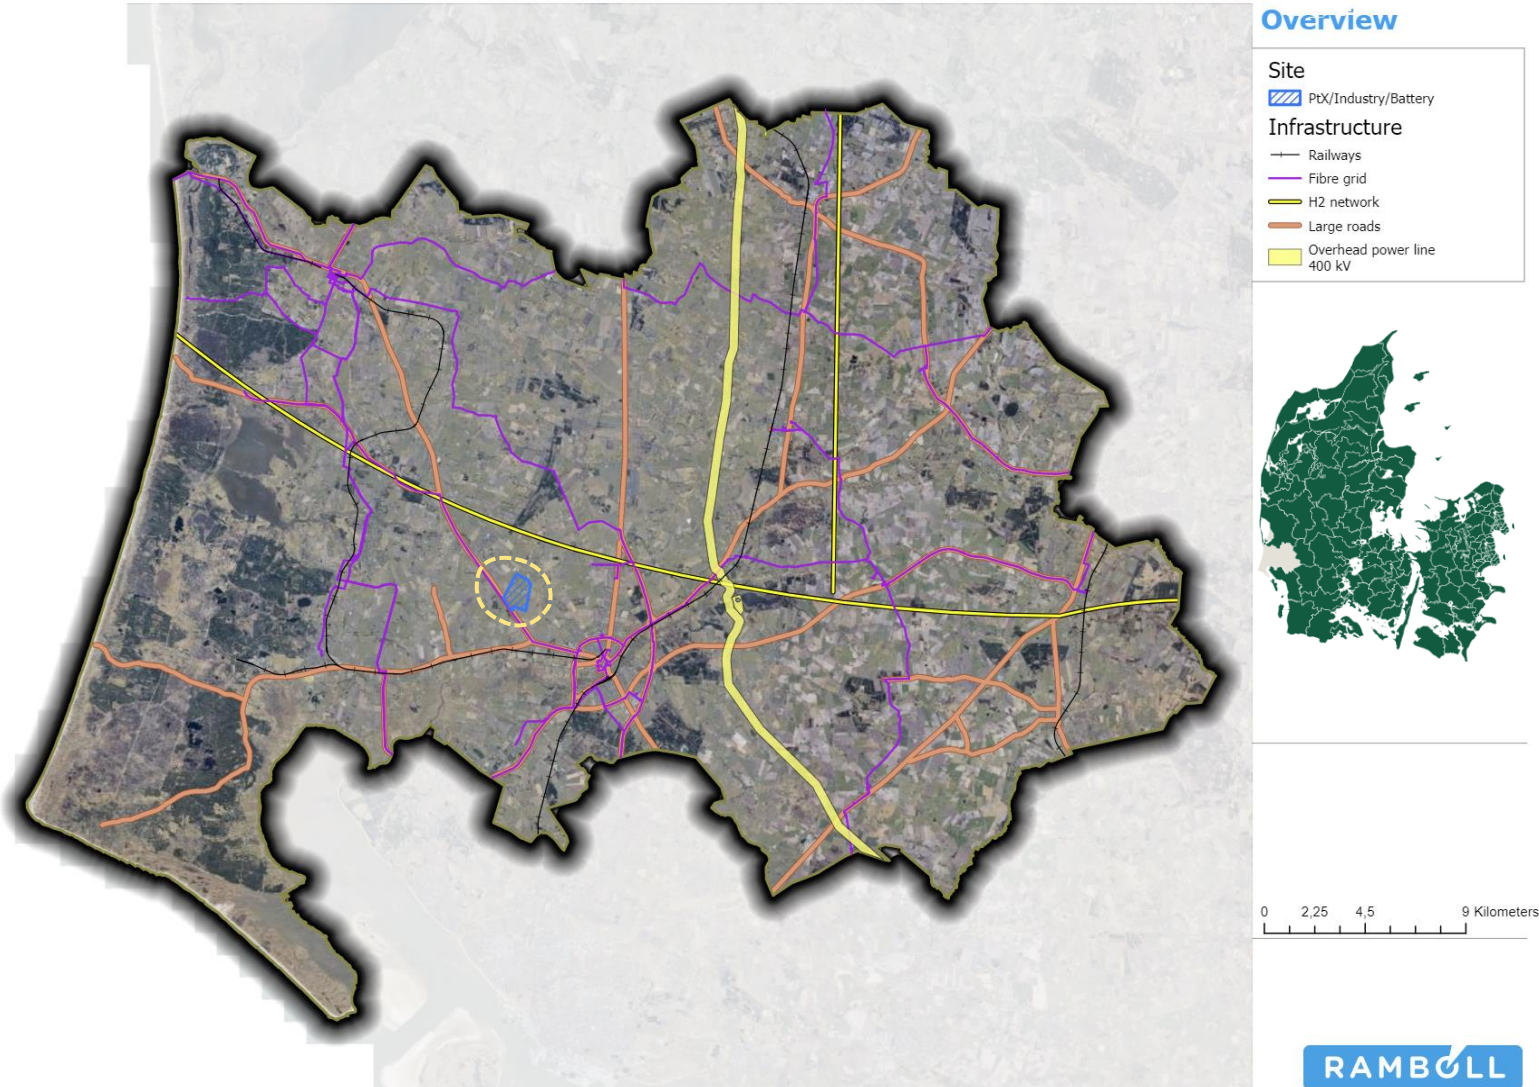 Overview
Site
PtX/Industry/Battery
Infrastructure
Railways
Fibre grid
H2 network
Large roads
Overhead power line
400 kV
0 2,25 4,5 9 Kilometers
RAMBOLL